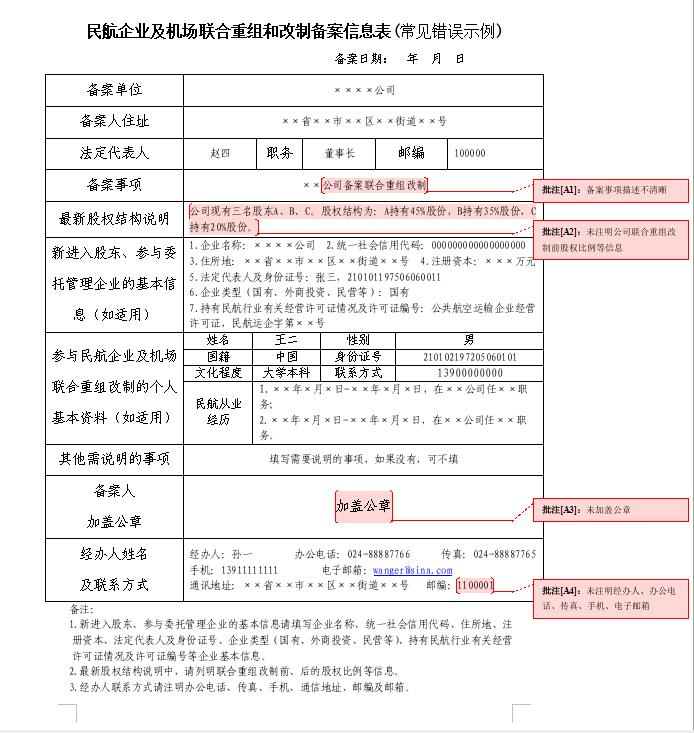 民航企业及机场联合重组和改制备案信息表(常见错误示例)
备案日期： 年 月 日
备案单位 ××××公司
备案人住址 ××省××市××区××街道××号
法定代表人 赵四 职务 董事长 邮编 100000
备案事项 ××公司备案联合重组改制
批注[A1]: 备案事项描述不清晰
最新股权结构说明 公司现有三名股东A、B、C，股权结构为：A持有45%股份，B持有35%股份，C
持有20%股份。
批注[A2]: 未注明公司联合重组改
制前股权比例等信息
新进入股东、参与委
托管理企业的基本信
息（如适用）
1.企业名称：××××公司 2.统一社会信用代码：000000000000000000
3.住所地：××省××市××区××街道××号 4.注册资本：×××万元
5.法定代表人及身份证号：张三，210101197506060011
6.企业类型（国有、外商投资、民营等）：国有
7.持有民航行业有关经营许可证情况及许可证编号：公共航空运输企业经营
许可证，民航运企字第××号
参与民航企业及机场
联合重组改制的个人
基本资料（如适用）
姓名 王二 性别 男
国籍 中国 身份证号 210102197205060101
文化程度 大学本科 联系方式 13900000000
民航从业
经历
1.××年×月×日-××年×月×日，在××公司任××职
务；
2.××年×月×日-××年×月×日，在××公司任××职
务。
其他需说明的事项 填写需要说明的事项，如果没有，可不填
备案人
加盖公章
加盖公章
批注[A3]: 未加盖公章
经办人姓名
及联系方式
经办人：孙一 办公电话：024-88887766 传真：024-88887765
手机：13911111111 电子邮箱：wanger@sina.com
通讯地址：××省××市××区××街道××号 邮编：110001
批注[A4]: 未注明经办人、办公电
话、传真、手机、电子邮箱
备注：
1.新进入股东、参与委托管理企业的基本信息请填写企业名称、统一社会信用代码、住所地、注
册资本、法定代表人及身份证号、企业类型（国有、外商投资、民营等）、持有民航行业有关经营
许可证情况及许可证编号等企业基本信息。
2.最新股权结构说明中，请列明联合重组改制前、后的股权比例等信息。
3.经办人联系方式请注明办公电话、传真、手机、通信地址、邮编及邮箱。